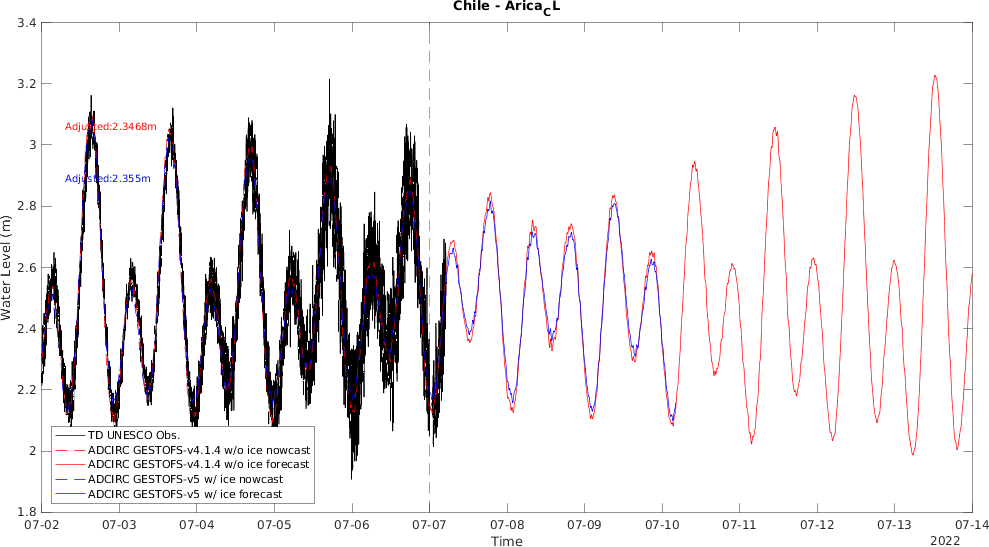 Chile - Arica_CL
3.4
3.2
3
2.8
2.6
2.4
2.2
2
1.8
Water Level (m)
Adjusted:2.3468m
Adjusted:2.355m
TD UNESCO Obs.
ADCIRC GESTOFS-v4.1.4 w/o ice nowcast
ADCIRC GESTOFS-v4.1.4 w/o ice forecast
ADCIRC GESTOFS-v5 w/ ice nowcast
ADCIRC GESTOFS-v5 w/ ice forecast
07-02 07-03 07-04 07-05 07-06 07-07 07-08 07-09 07-10 07-11 07-12 07-13 07-14
Time
2022